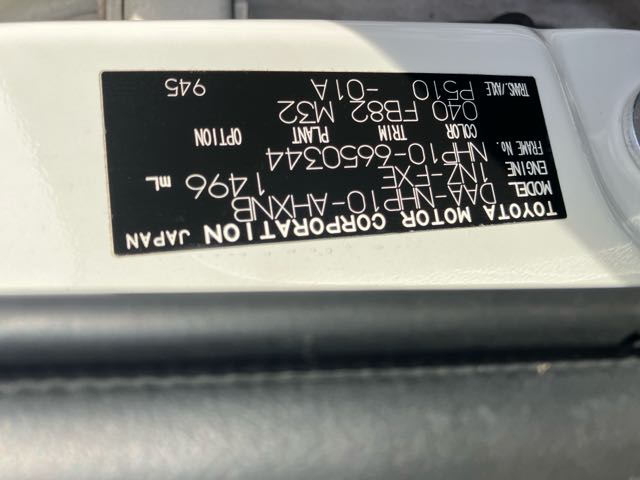 TOYOTA MOTOR CORPORATION JAPAN
MODEL DAA-NHP10-AHXNB
ENGINE 1NZ-FXE 1496 mL
FRAME No. NHP10-6650344
COLOR TRIM PLANT OPTION
040 FB82 M32
TRANS./AXLE P510 -01A
945